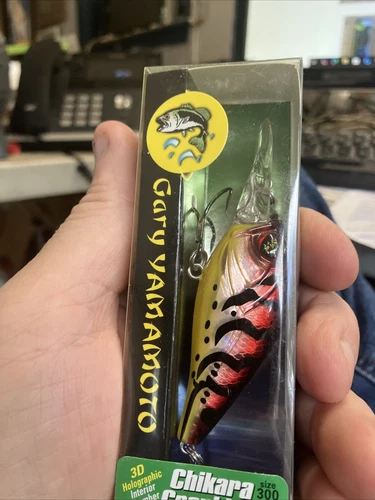 Gary YAMAMOTO
3D
Holographic
Interior
Chikara
size
300